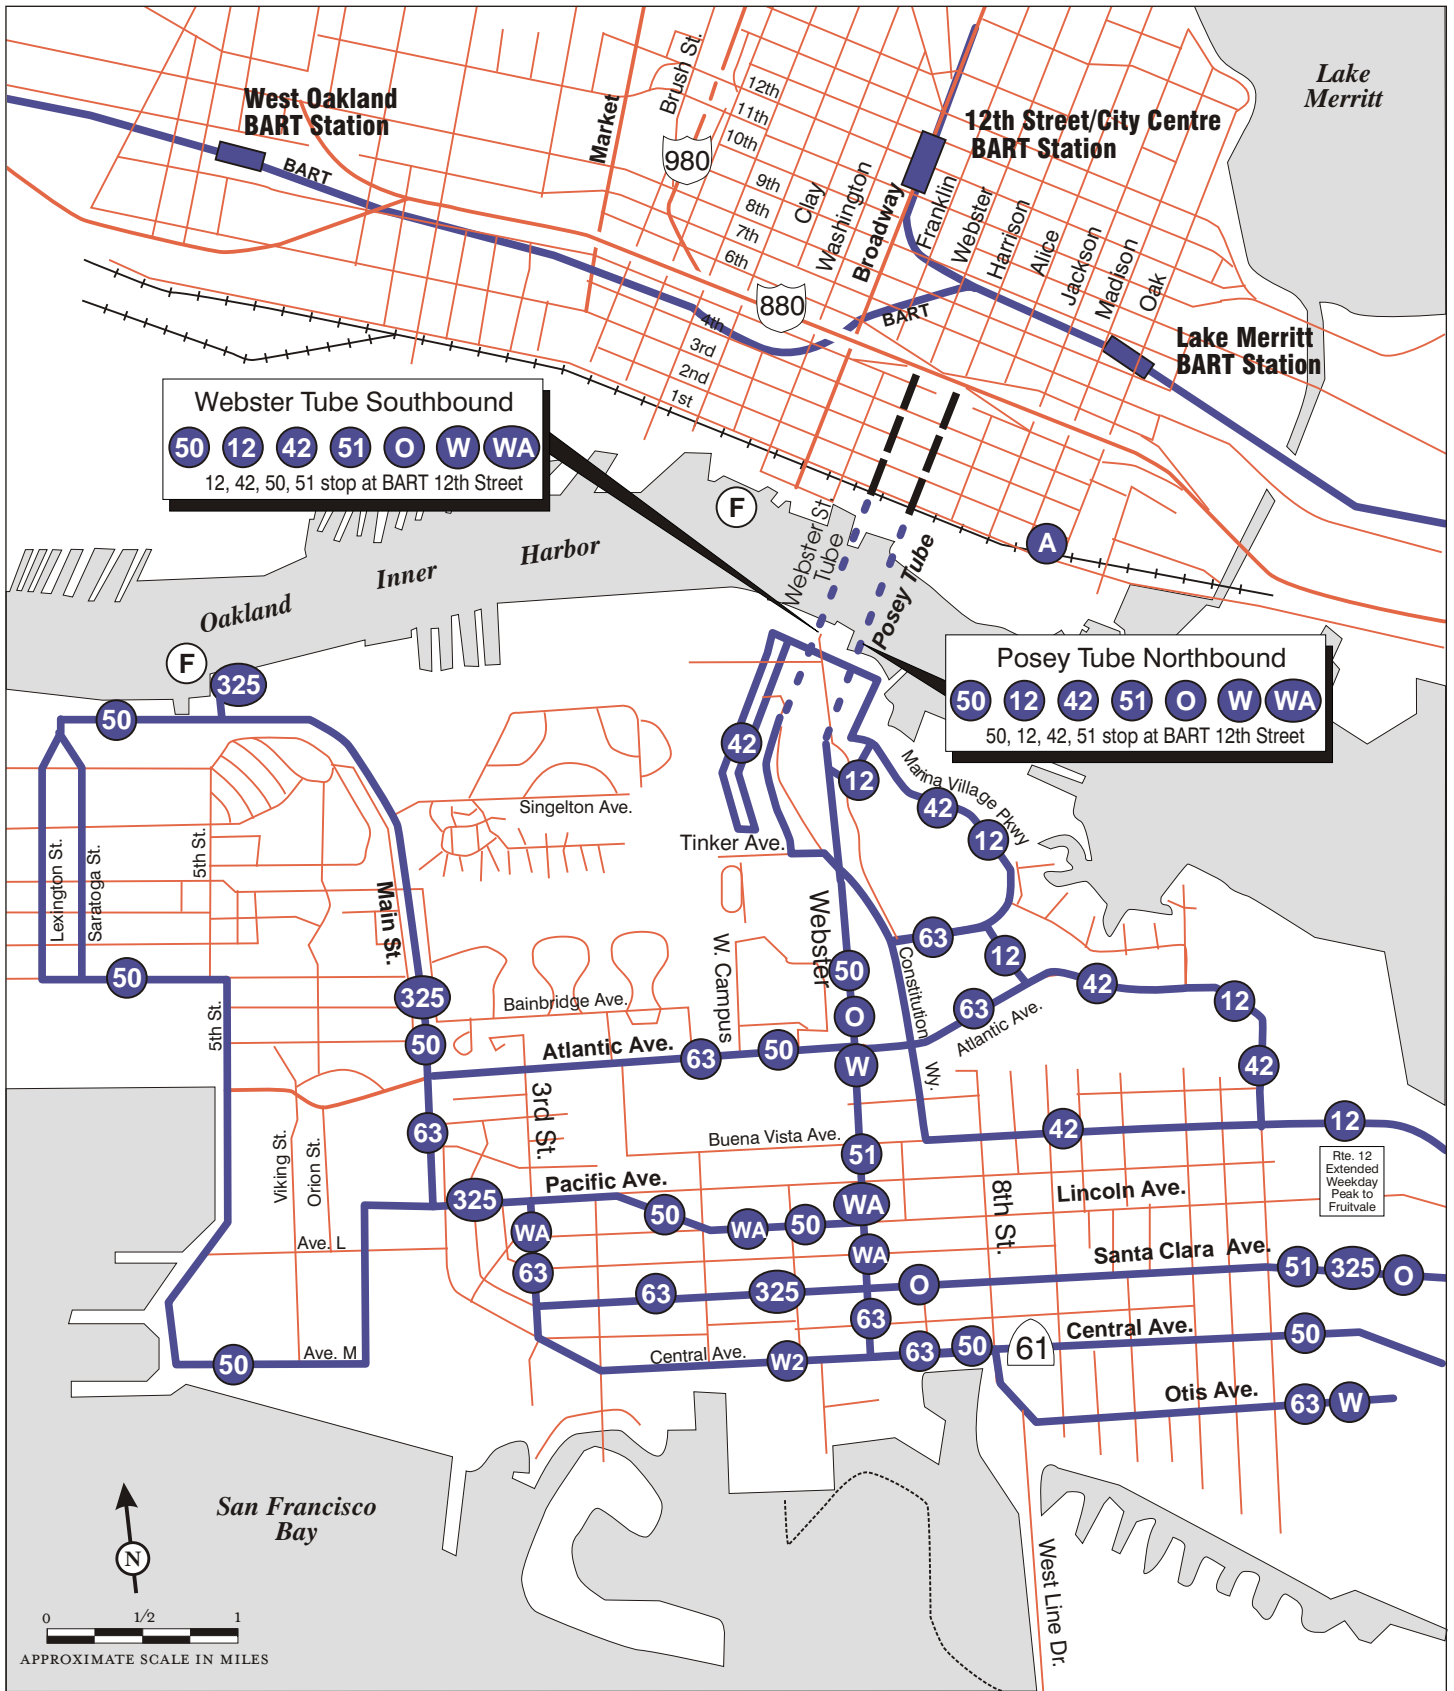 Lake
Merritt
West Oakland
BART Station
BART
Market
Brush St.
980
12th
11th
10th
9th
8th
7th
6th
Clay
Washington
Broadway
12th Street/City Centre
BART Station
Franklin
Webster
Harrison
Alice
Jackson
Madison
Oak
880
BART
4th
3rd
2nd
1st
Lake Merritt
BART Station
Webster Tube Southbound
50 12 42 51 O W WA
12, 42, 50, 51 stop at BART 12th Street
F
Webster St.
Tube
Posey Tube
A
Oakland Inner Harbor
F
325
50
Posey Tube Northbound
50 12 42 51 O W WA
50, 12, 42, 51 stop at BART 12th Street
42
12
Marina Village Pkwy
42
12
Singelton Ave.
Tinker Ave.
Lexington St.
Saratoga St.
5th St.
Main St.
Webster
W. Campus
63
Constitution
Wy.
12
50
50
325
Bainbridge Ave.
O
63
Atlantic Ave.
42
12
5th St.
50
Atlantic Ave.
63
50
W
42
63
3rd St.
Buena Vista Ave.
51
42
12
Rte. 12
Extended
Weekday
Peak to
Fruitvale
Viking St.
Orion St.
325
Pacific Ave.
50
WA
50
WA
8th St.
Lincoln Ave.
WA
WA
Ave. L
63
63
325
O
Santa Clara Ave.
51
325
O
63
Ave. M
50
Central Ave.
W2
63
50
61
Central Ave.
50
Otis Ave.
63
W
San Francisco
Bay
N
West Line Dr.
0 1/2 1
APPROXIMATE SCALE IN MILES